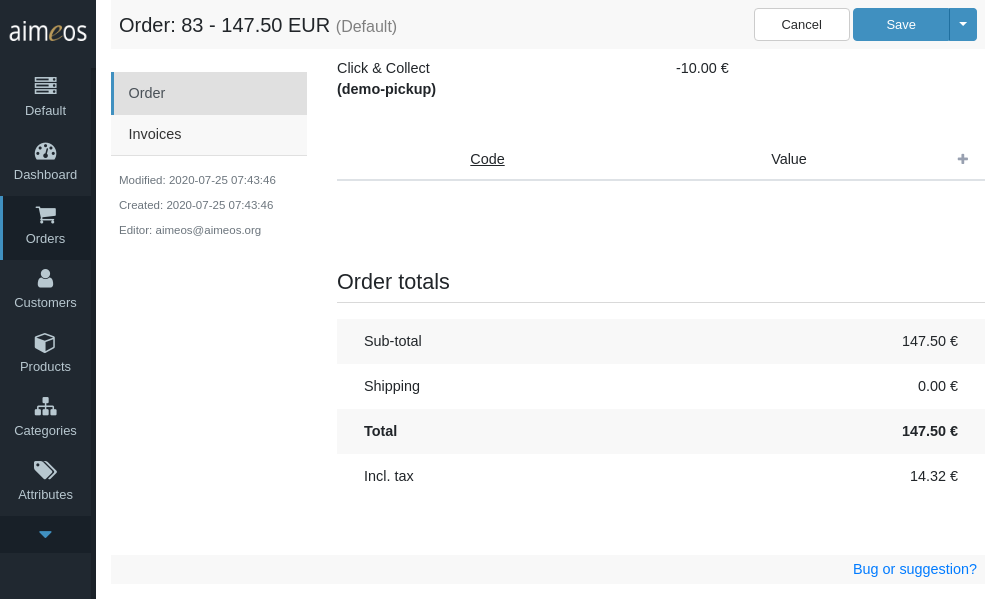 aimeos
Default
Dashboard
Orders
Customers
Products
Categories
Attributes
Order: 83 - 147.50 EUR (Default)
Cancel
Save
Order
Invoices
Modified: 2020-07-25 07:43:46
Created: 2020-07-25 07:43:46
Editor: aimeos@aimeos.org
Click & Collect -10.00 €
(demo-pickup)
Code Value
Order totals
Sub-total 147.50 €
Shipping 0.00 €
Total 147.50 €
Incl. tax 14.32 €
Bug or suggestion?